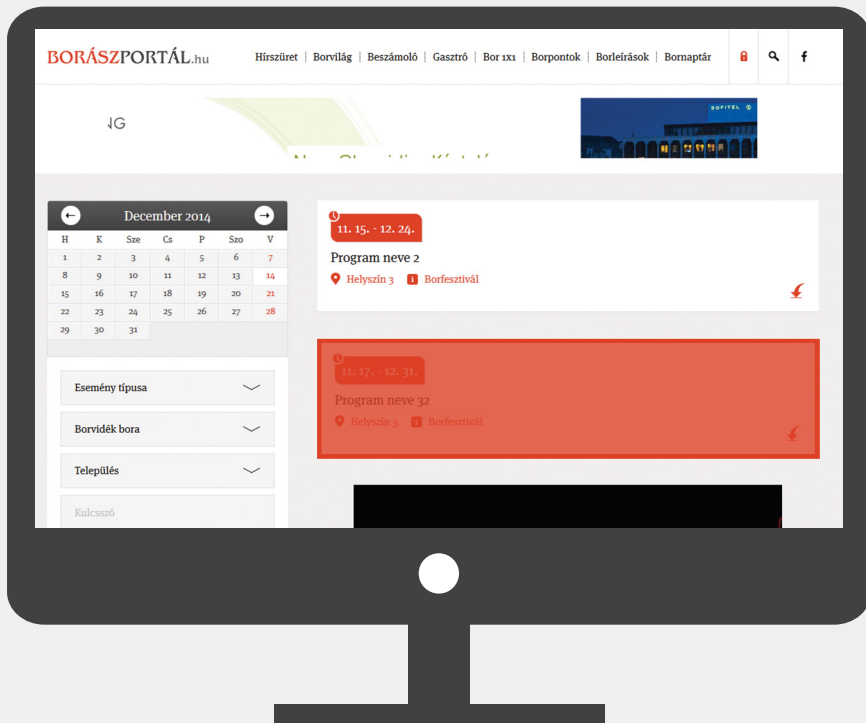 BORÁSZPORTÁL.hu
Hírszüret | Borvilág | Beszámoló | Gasztró | Bor 1x1 | Borpontok | Borleírások | Bornaptár
SOFITEL
NG
December 2014
H K Sze Cs P Szo V
1 2 3 4 5 6 7
8 9 10 11 12 13 14
15 16 17 18 19 20 21
22 23 24 25 26 27 28
29 30 31
Esemény típusa
Borvidék bora
Település
Kulcsszó
11. 15. - 12. 24.
Program neve 2
Helyszín 3 Borfesztivál
11. 17. - 12. 31.
Program neve 32
Helyszín 3 Borfesztivál